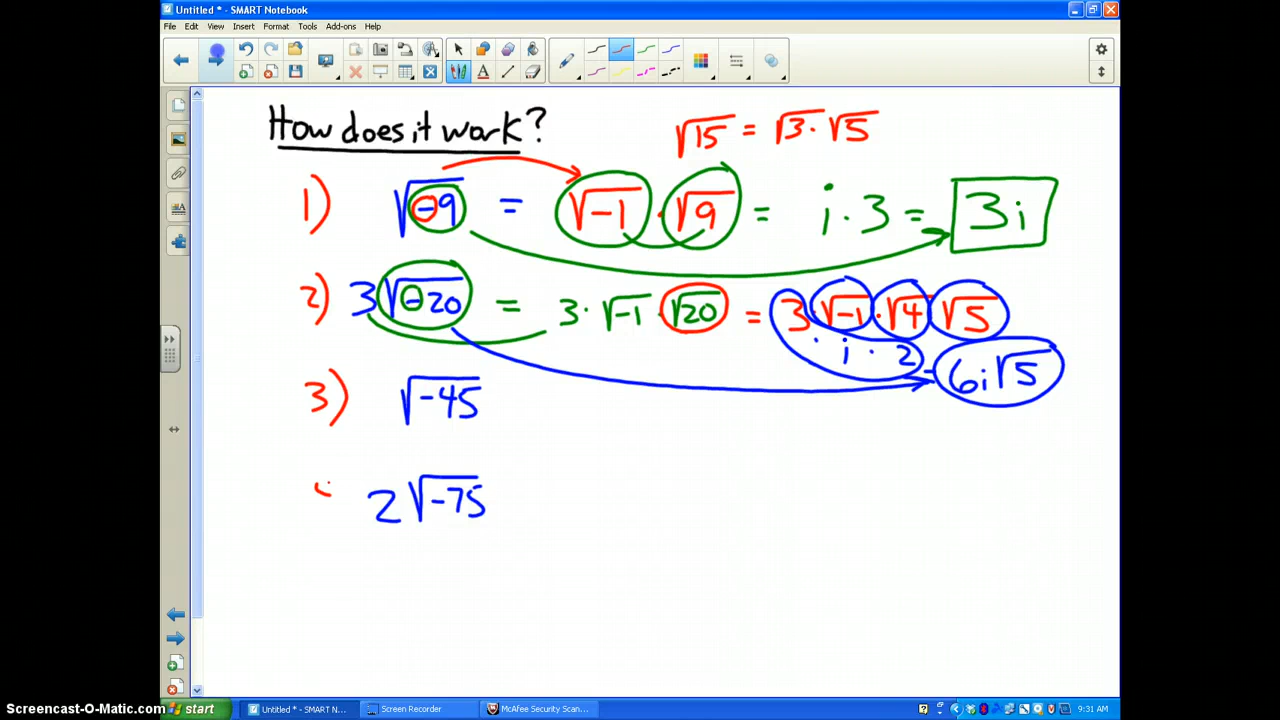 Untitled * - SMART Notebook
File Edit View Insert Format Tools Add-ons Help
How does it work?
√15 = √3 · √5
1) √-9 = √-1 · √9 = i · 3 = 3i
2) 3√-20 = 3 · √-1 · √20 = 3 · √-1 · √4 √5
· i · 2 = 6i√5
3) √-45
2√-75
Screencast-O-Matic.com
start Untitled * - SMART N... Screen Recorder McAfee Security Scan... 9:31 AM